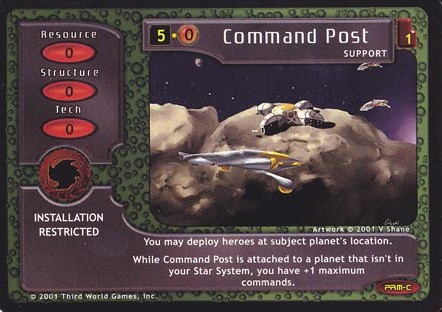 Resource
0
Structure
0
Tech
0
5 • 0
Command Post
1
SUPPORT
INSTALLATION
RESTRICTED
Artwork © 2001 V Shane
You may deploy heroes at subject planet's location.
While Command Post is attached to a planet that isn't in
your Star System, you have +1 maximum
commands.
© 2001 Third World Games, Inc.
PRM-C